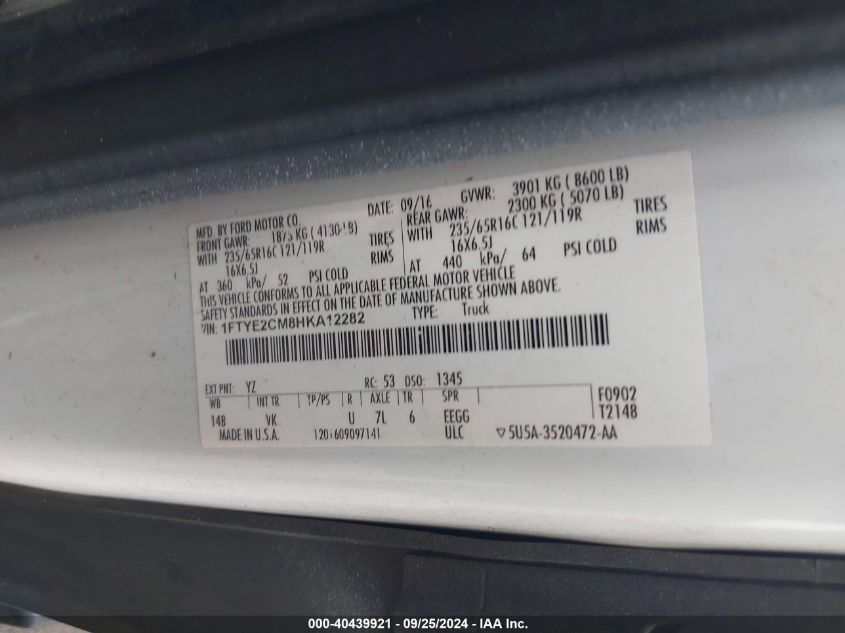 MFD. BY FORD MOTOR CO. DATE: 09/16 GVWR: 3901 KG ( 8600 LB)
FRONT GAWR: KG ( 4130 LB) REAR GAWR: 2300 KG ( 5070 LB)
WITH 235/65R16C 121/119R TIRES WITH 235/65R16C 121/119R TIRES
16X6.5J RIMS 16X6.5J RIMS
AT 360 kPa/ 52 PSI COLD AT 440 kPa/ 64 PSI COLD
THIS VEHICLE CONFORMS TO ALL APPLICABLE FEDERAL MOTOR VEHICLE
SAFETY STANDARDS IN EFFECT ON THE DATE OF MANUFACTURE SHOWN ABOVE.
VIN: 1FTYE2CM8HKA12282 TYPE: Truck
EXT PNT: YZ RC: 53 DSO: 1345
WB INT TR TP/PS R AXLE TR SPR F0902
148 VK U 7L 6 EEGG T2148
MADE IN U.S.A. ULC ▽5U5A-3520472-AA
000-40439921 - 09/25/2024 - IAA Inc.